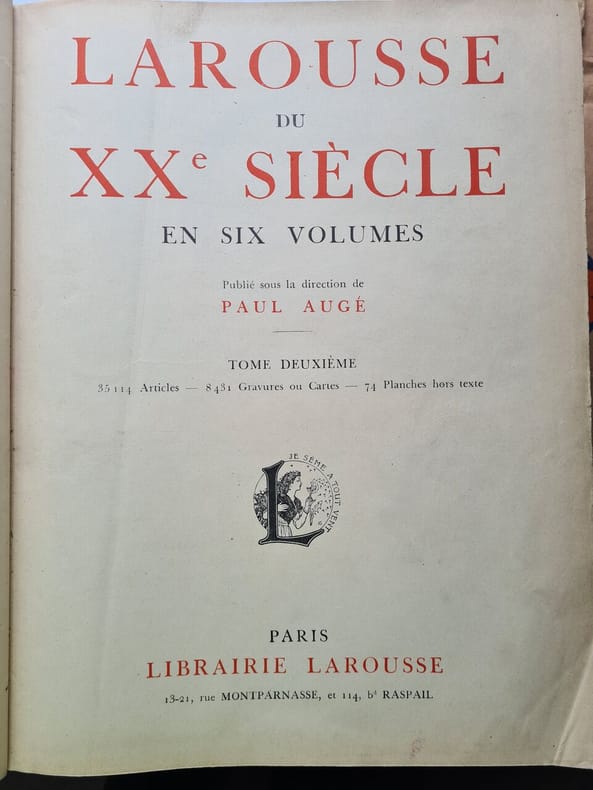 LAROUSSE
DU
XXe SIÈCLE
EN SIX VOLUMES
Publié sous la direction de
PAUL AUGÉ
TOME DEUXIÈME
35 114 Articles — 8 431 Gravures ou Cartes — 74 Planches hors texte
JE SÈME A TOUT VENT
L
PARIS
LIBRAIRIE LAROUSSE
13-21, rue MONTPARNASSE, et 114, bd RASPAIL